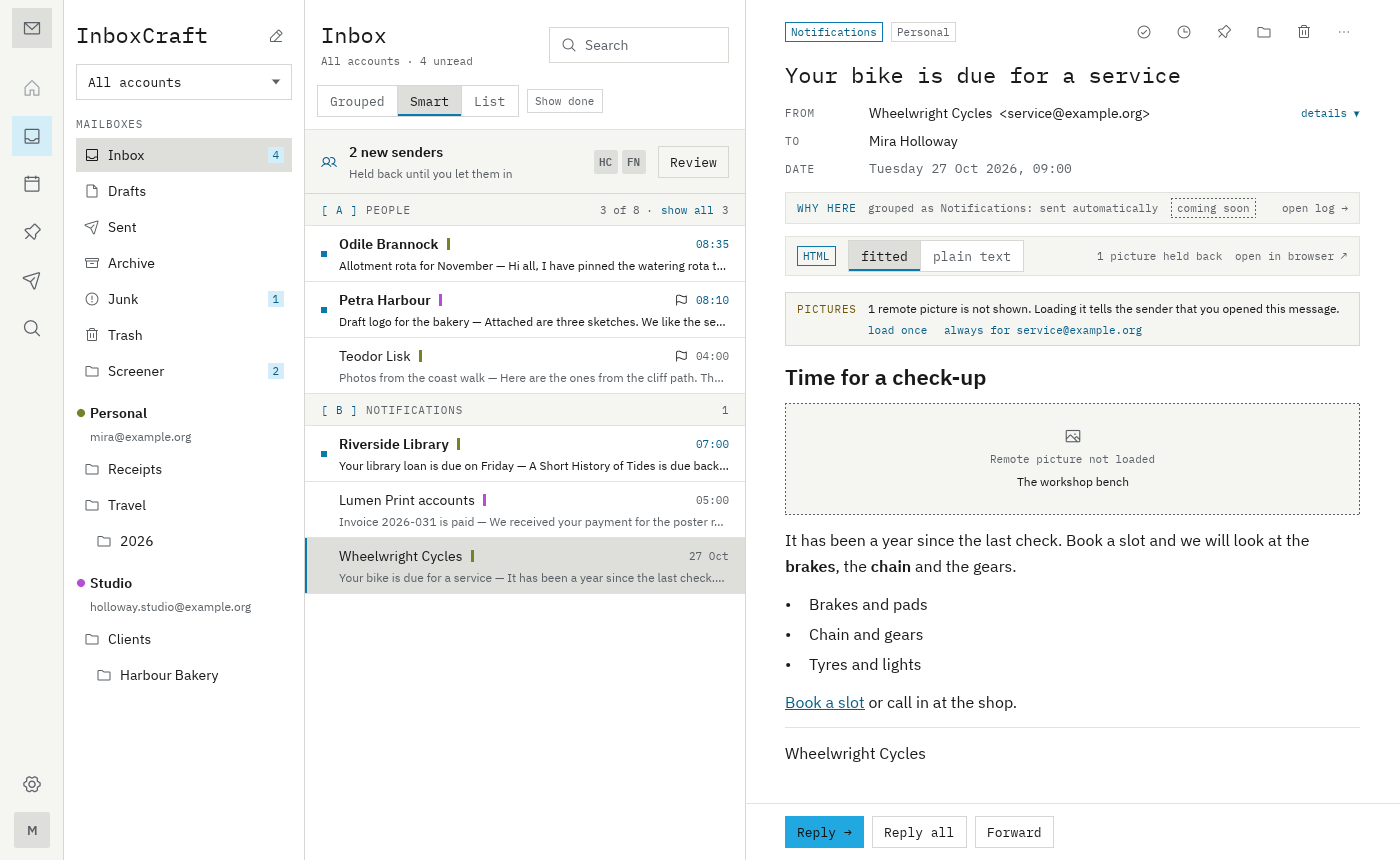 InboxCraft
All accounts
MAILBOXES
Inbox 4
Drafts
Sent
Archive
Junk 1
Trash
Screener 2
Personal
mira@example.org
Receipts
Travel
2026
Studio
holloway.studio@example.org
Clients
Harbour Bakery
M
Inbox
All accounts · 4 unread
Search
Grouped Smart List Show done
2 new senders
Held back until you let them in
HC FN Review
[ A ] PEOPLE 3 of 8 · show all 3
Odile Brannock 08:35
Allotment rota for November — Hi all, I have pinned the watering rota t…
Petra Harbour 08:10
Draft logo for the bakery — Attached are three sketches. We like the se…
Teodor Lisk 04:00
Photos from the coast walk — Here are the ones from the cliff path. Th…
[ B ] NOTIFICATIONS 1
Riverside Library 07:00
Your library loan is due on Friday — A Short History of Tides is due back…
Lumen Print accounts 05:00
Invoice 2026-031 is paid — We received your payment for the poster r…
Wheelwright Cycles 27 Oct
Your bike is due for a service — It has been a year since the last check.…
Notifications Personal
Your bike is due for a service
FROM Wheelwright Cycles <service@example.org> details ▾
TO Mira Holloway
DATE Tuesday 27 Oct 2026, 09:00
WHY HERE grouped as Notifications: sent automatically coming soon open log →
HTML fitted plain text 1 picture held back open in browser ↗
PICTURES 1 remote picture is not shown. Loading it tells the sender that you opened this message.
load once always for service@example.org
Time for a check-up
Remote picture not loaded
The workshop bench
It has been a year since the last check. Book a slot and we will look at the
brakes, the chain and the gears.
• Brakes and pads
• Chain and gears
• Tyres and lights
Book a slot or call in at the shop.
Wheelwright Cycles
Reply → Reply all Forward